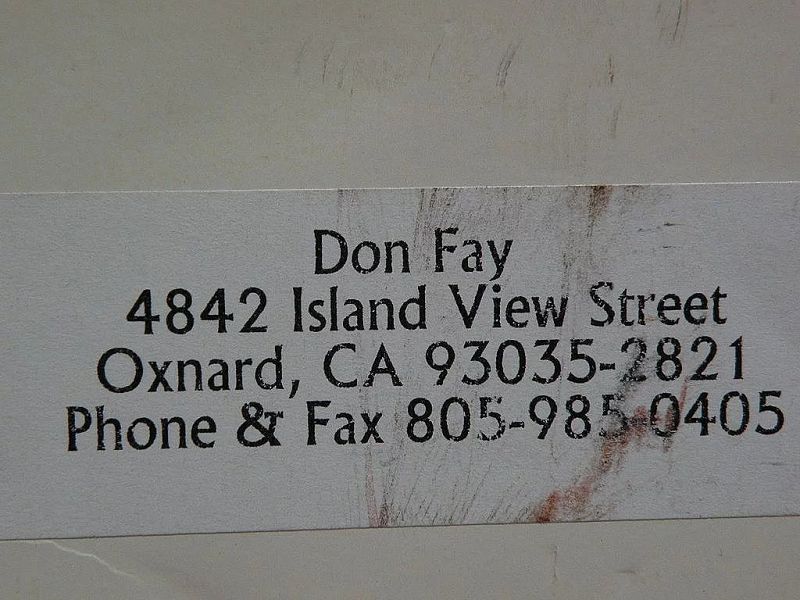 Don Fay
4842 Island View Street
Oxnard, CA 93035-2821
Phone & Fax 805-985-0405